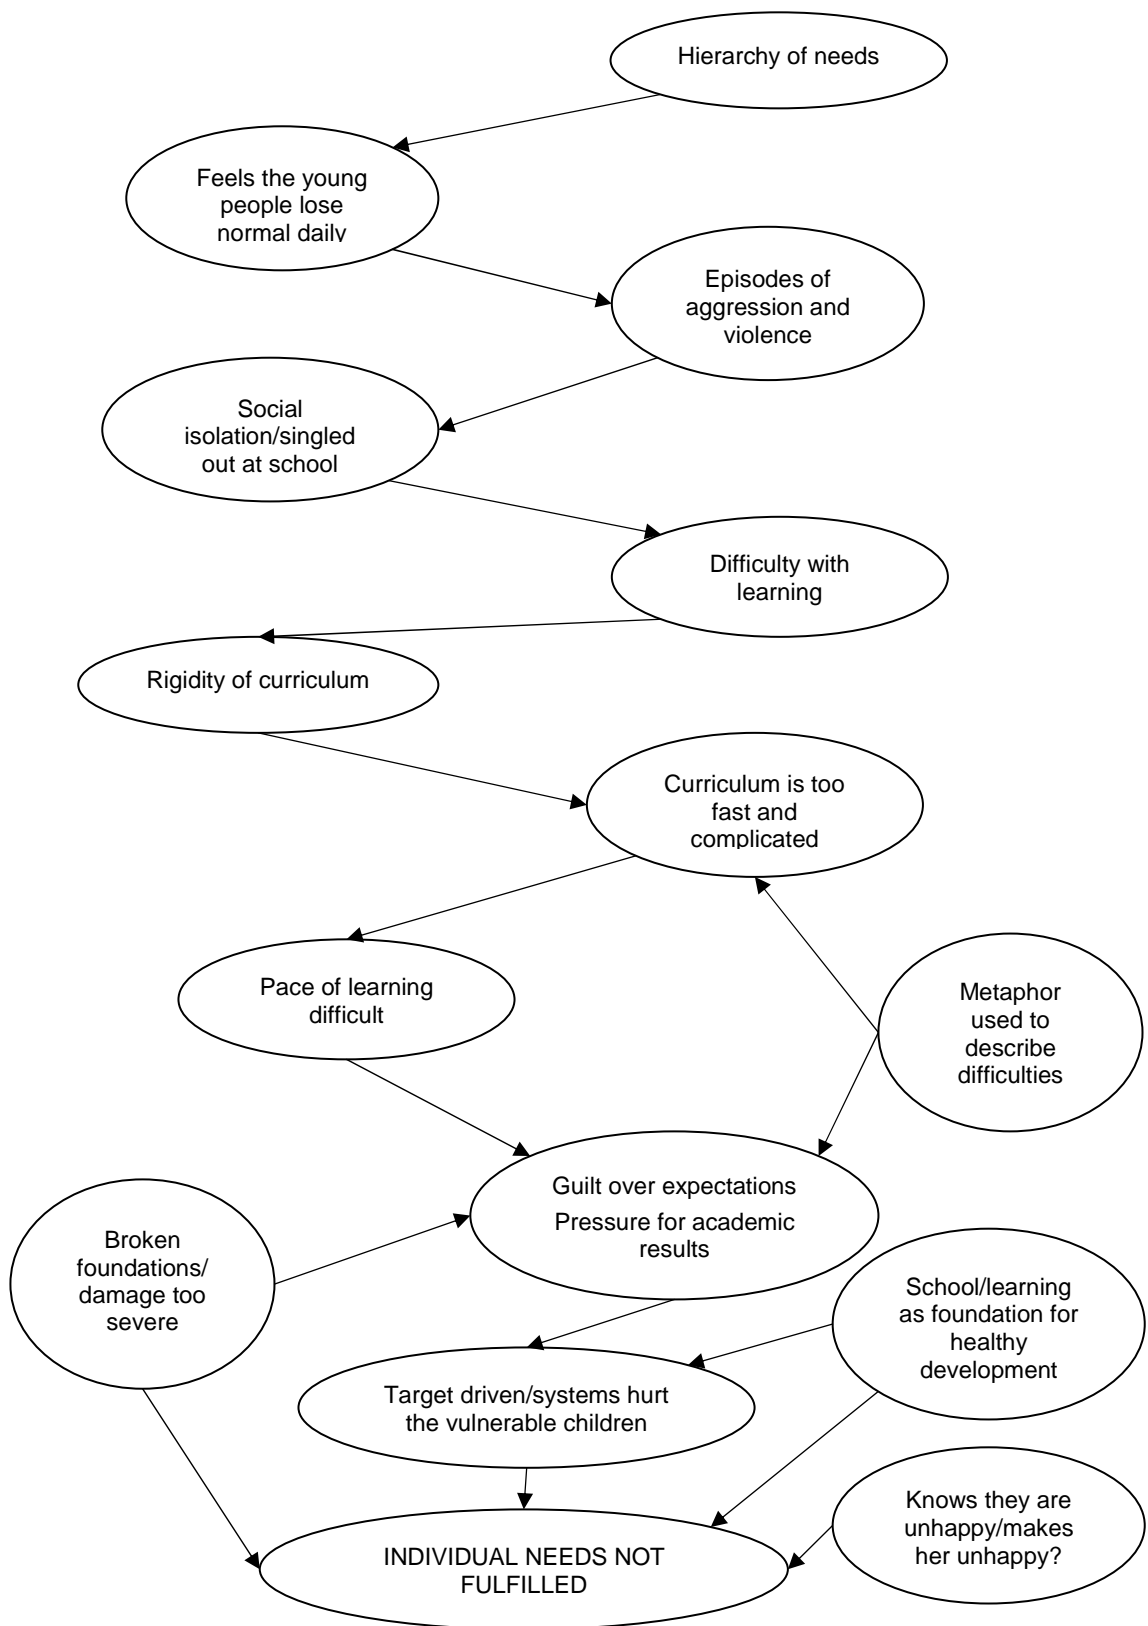 Hierarchy of needs
Feels the young
people lose
normal daily
Episodes of
aggression and
violence
Social
isolation/singled
out at school
Difficulty with
learning
Rigidity of curriculum
Curriculum is too
fast and
complicated
Pace of learning
difficult
Metaphor
used to
describe
difficulties
Guilt over expectations
Pressure for academic
results
Broken
foundations/
damage too
severe
School/learning
as foundation for
healthy
development
Target driven/systems hurt
the vulnerable children
Knows they are
unhappy/makes
her unhappy?
INDIVIDUAL NEEDS NOT
FULFILLED